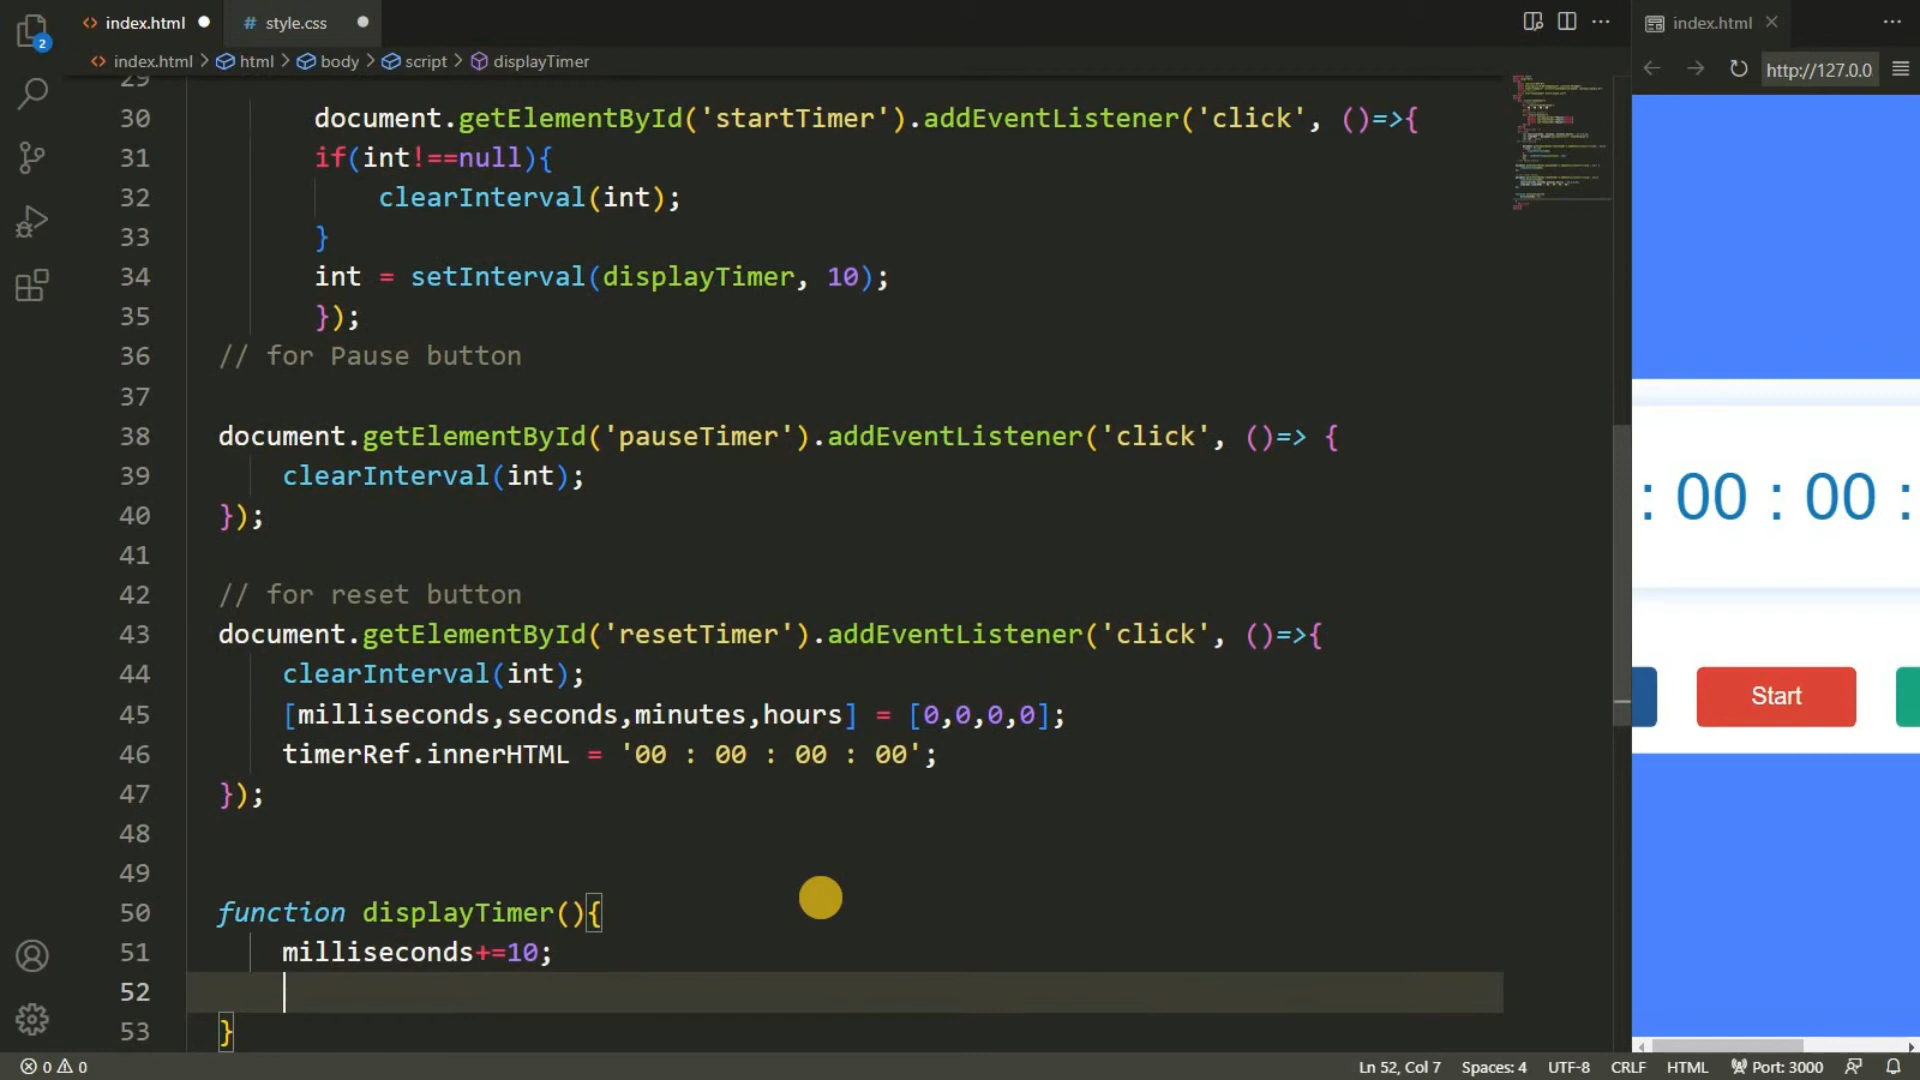 index.html
# style.css
index.html
index.html > html > body > script > displayTimer
http://127.0.0
2
29
30 document.getElementById('startTimer').addEventListener('click', ()=>{
31 if(int!==null){
32 clearInterval(int);
33 }
34 int = setInterval(displayTimer, 10);
35 });
36 // for Pause button
37
38 document.getElementById('pauseTimer').addEventListener('click', ()=> {
39 clearInterval(int);
40 });
41
42 // for reset button
43 document.getElementById('resetTimer').addEventListener('click', ()=>{
44 clearInterval(int);
45 [milliseconds,seconds,minutes,hours] = [0,0,0,0];
46 timerRef.innerHTML = '00 : 00 : 00 : 00';
47 });
48
49
50 function displayTimer(){
51 milliseconds+=10;
52
53 }
: 00 : 00 :
Start
0 0
Ln 52, Col 7 Spaces: 4 UTF-8 CRLF HTML Port: 3000